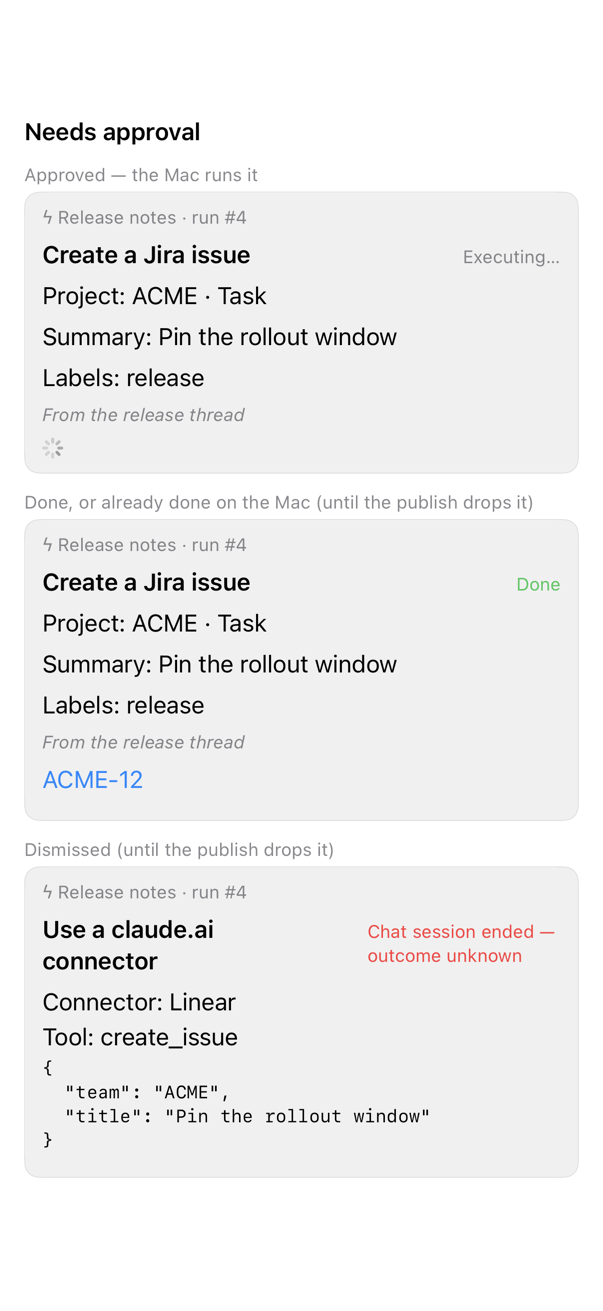 Needs approval
Approved — the Mac runs it
ϟ Release notes · run #4
Create a Jira issue
Executing…
Project: ACME · Task
Summary: Pin the rollout window
Labels: release
From the release thread
Done, or already done on the Mac (until the publish drops it)
ϟ Release notes · run #4
Create a Jira issue
Done
Project: ACME · Task
Summary: Pin the rollout window
Labels: release
From the release thread
ACME-12
Dismissed (until the publish drops it)
ϟ Release notes · run #4
Use a claude.ai
connector
Chat session ended —
outcome unknown
Connector: Linear
Tool: create_issue
{
  "team": "ACME",
  "title": "Pin the rollout window"
}